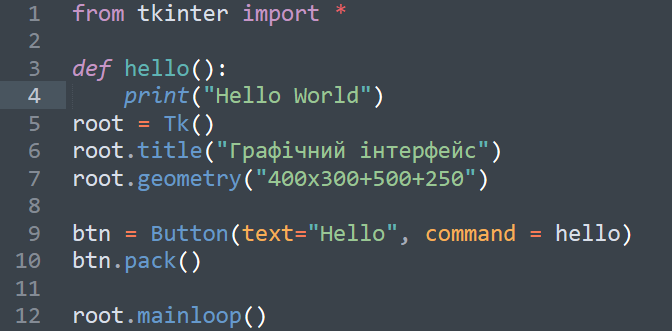 1 from tkinter import *
2
3 def hello():
4     print("Hello World")
5 root = Tk()
6 root.title("Графічний інтерфейс")
7 root.geometry("400x300+500+250")
8
9 btn = Button(text="Hello", command = hello)
10 btn.pack()
11
12 root.mainloop()